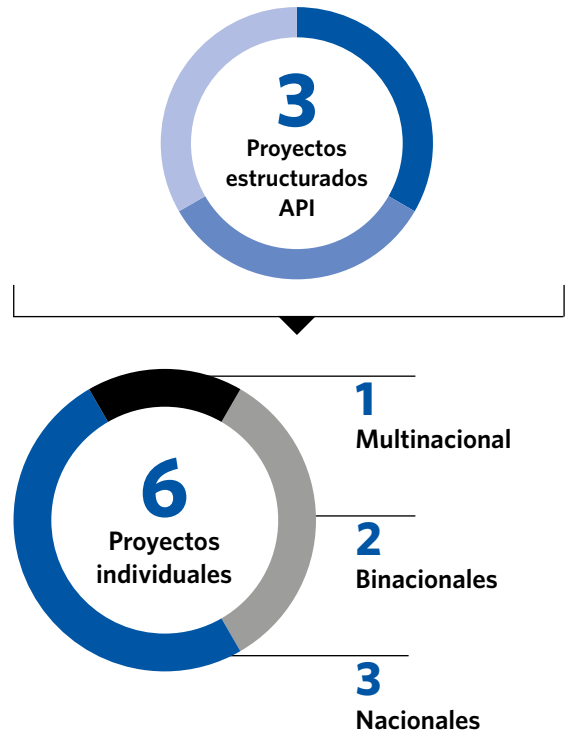 3
Proyectos
estructurados
API
6
Proyectos
individuales
1
Multinacional
2
Binacionales
3
Nacionales